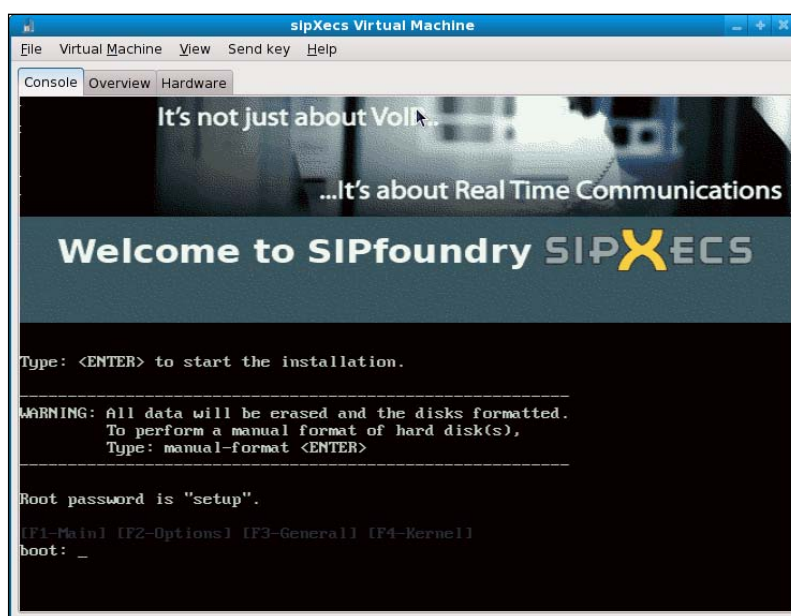 sipXecs Virtual Machine
File Virtual Machine View Send key Help
Console Overview Hardware
It's not just about VoIP...
...It's about Real Time Communications
Welcome to SIPfoundry SIPXECS
Type: <ENTER> to start the installation.
WARNING: All data will be erased and the disks formatted.
To perform a manual format of hard disk(s),
Type: manual-format <ENTER>
Root password is "setup".
[F1-Main] [F2-Options] [F3-General] [F4-Kernel]
boot: _